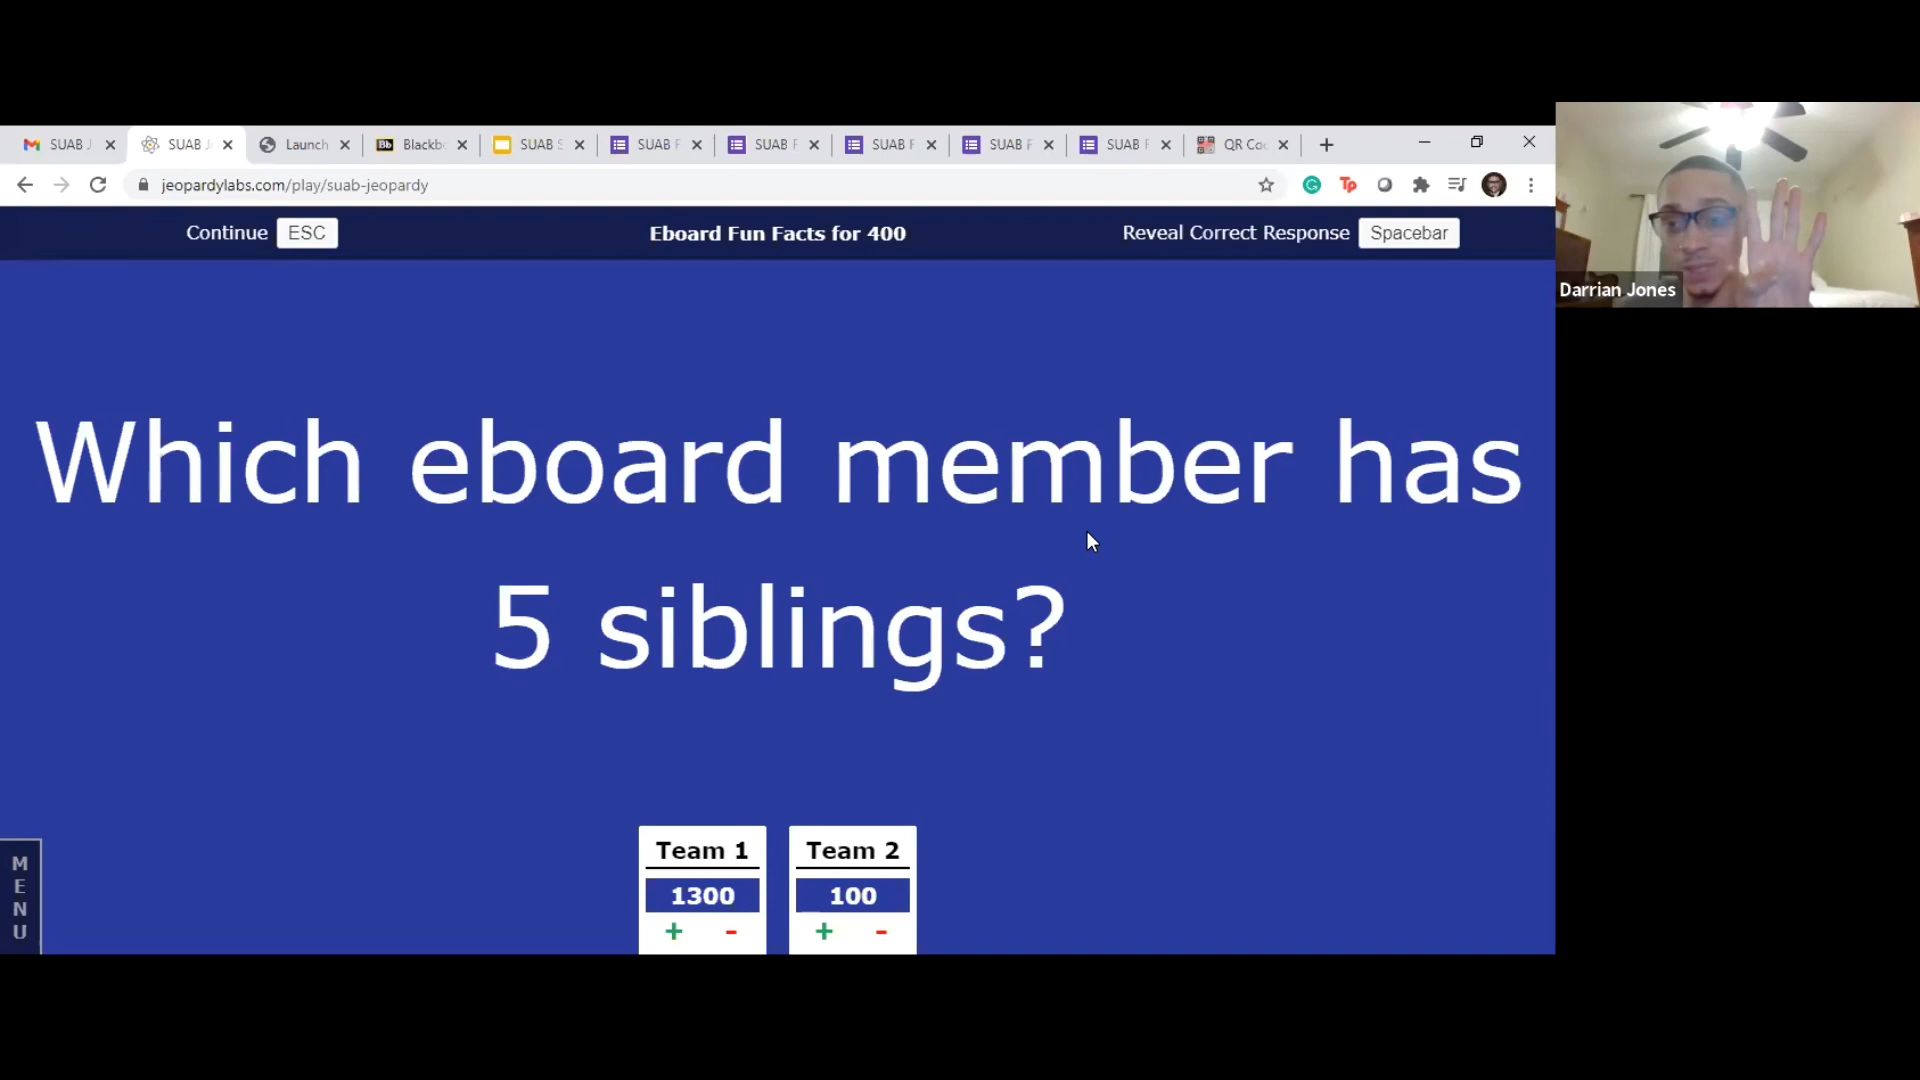 SUAB J
SUAB J
Launch
Blackb
SUAB S
SUAB F
SUAB F
SUAB F
SUAB F
SUAB F
QR Coc
jeopardylabs.com/play/suab-jeopardy
Continue ESC
Eboard Fun Facts for 400
Reveal Correct Response Spacebar
Darrian Jones
Which eboard member has
5 siblings?
MENU
Team 1 Team 2
1300 100
+ - + -